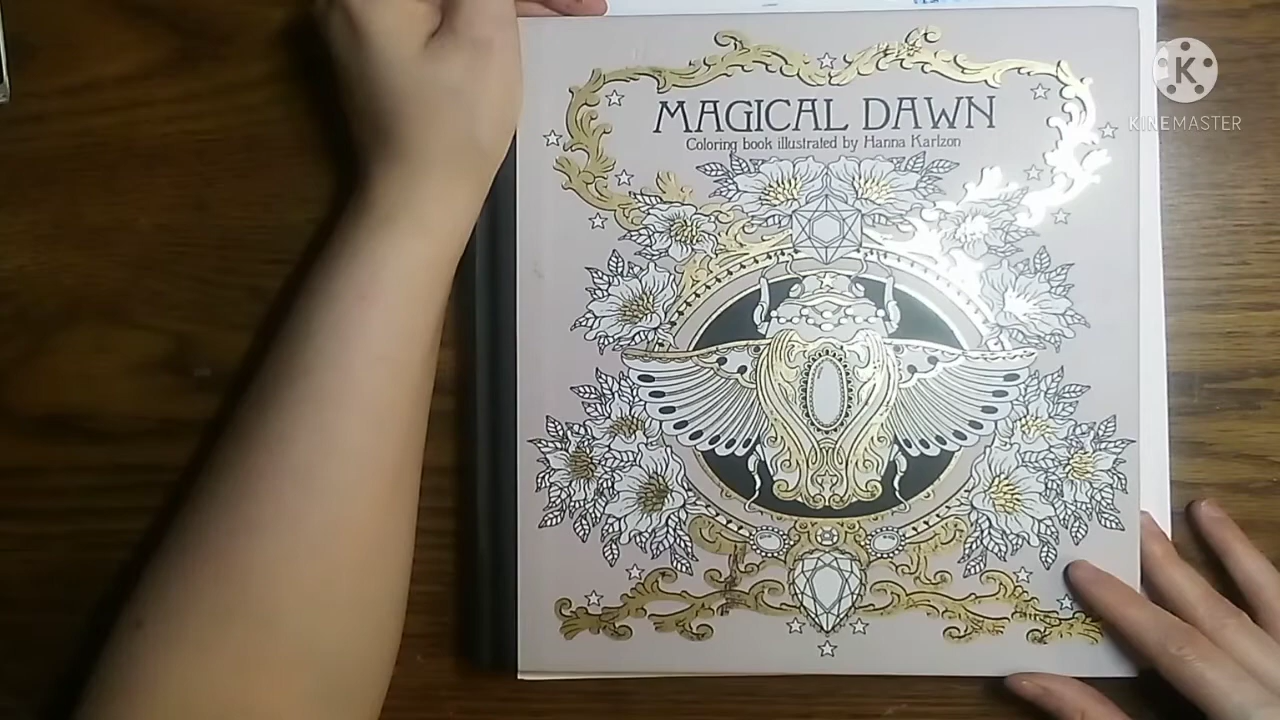 MAGICAL DAWN
Coloring book illustrated by Hanna Karlzon
K
KINEMASTER